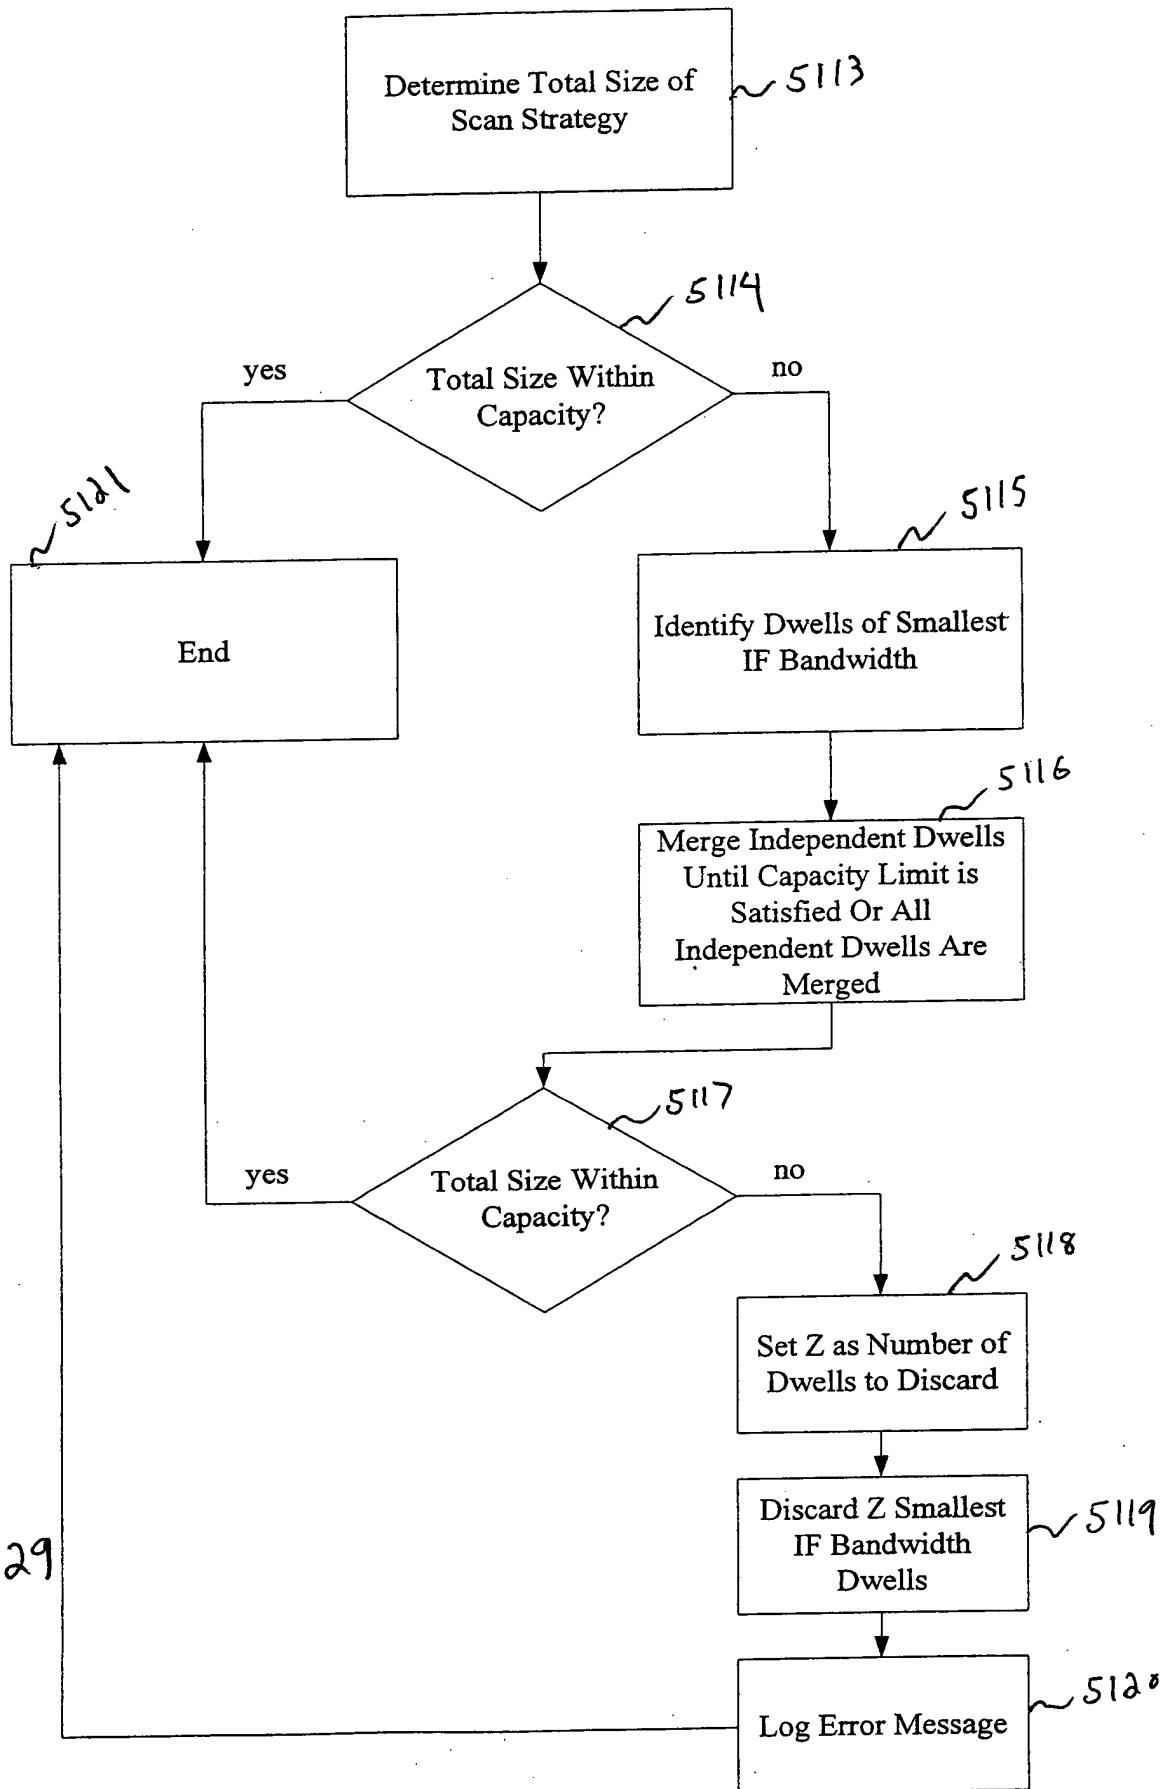 Determine Total Size of
Scan Strategy
5113
5114
yes
Total Size Within
Capacity?
no
5121
5115
End
Identify Dwells of Smallest
IF Bandwidth
5116
Merge Independent Dwells
Until Capacity Limit is
Satisfied Or All
Independent Dwells Are
Merged
5117
yes
Total Size Within
Capacity?
no
5118
Set Z as Number of
Dwells to Discard
Discard Z Smallest
IF Bandwidth
Dwells
5119
29
Log Error Message
5120